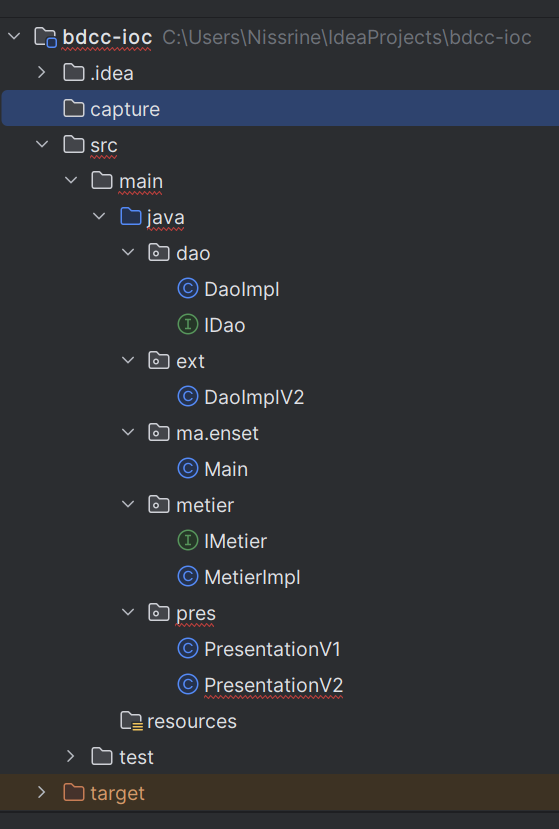 bdcc-ioc C:\Users\Nissrine\IdeaProjects\bdcc-ioc
.idea
capture
src
main
java
dao
C DaoImpl
I IDao
ext
C DaoImplV2
ma.enset
C Main
metier
I IMetier
C MetierImpl
pres
C PresentationV1
C PresentationV2
resources
test
target